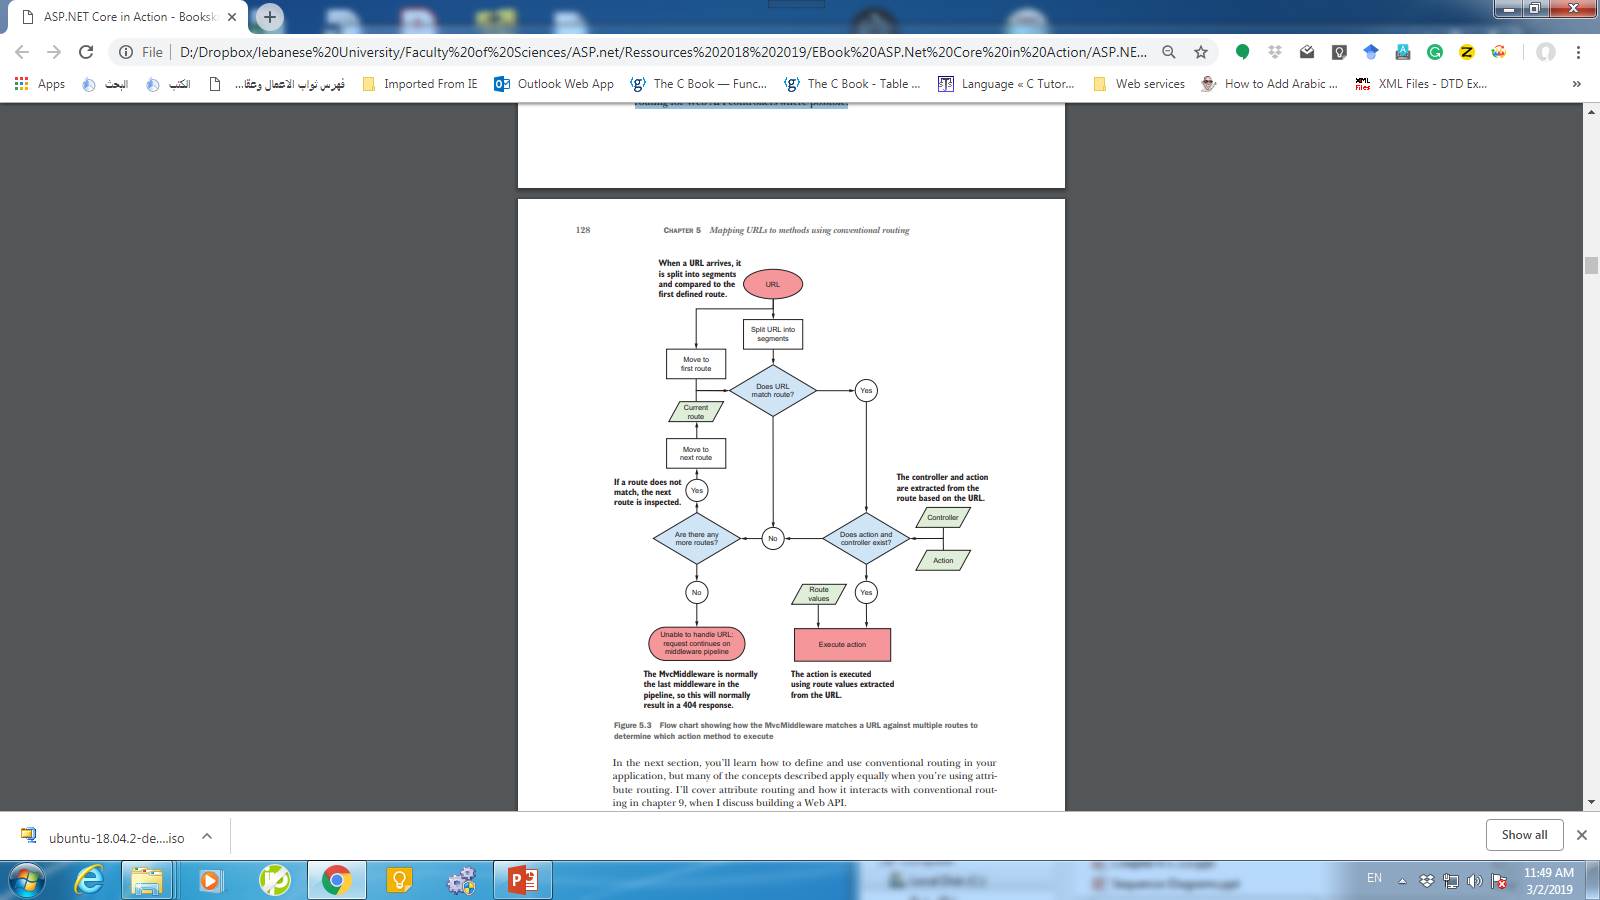 ASP.NET Core in Action - Booksk
File
D:/Dropbox/lebanese%20University/Faculty%20of%20Sciences/ASP.net/Ressources%202018%202019/EBook%20ASP.Net%20Core%20in%20Action/ASP.NE...
Apps
البحث
الكتب
فهرس نواب الاعمال وعقا...
Imported From IE
Outlook Web App
The C Book — Func...
The C Book - Table ...
Language « C Tutor...
Web services
How to Add Arabic ...
XML Files - DTD Ex...
»
routing for Web API controllers where possible.
128
CHAPTER 5 Mapping URLs to methods using conventional routing
When a URL arrives, it
is split into segments
and compared to the
first defined route.
URL
Split URL into
segments
Move to
first route
Does URL
match route?
Yes
Current
route
Move to
next route
If a route does not
match, the next
route is inspected.
Yes
The controller and action
are extracted from the
route based on the URL.
Controller
Are there any
more routes?
No
Does action and
controller exist?
Action
No
Route
values
Yes
Unable to handle URL:
request continues on
middleware pipeline
Execute action
The MvcMiddleware is normally
the last middleware in the
pipeline, so this will normally
result in a 404 response.
The action is executed
using route values extracted
from the URL.
Figure 5.3 Flow chart showing how the MvcMiddleware matches a URL against multiple routes to
determine which action method to execute
In the next section, you'll learn how to define and use conventional routing in your
application, but many of the concepts described apply equally when you're using attri-
bute routing. I'll cover attribute routing and how it interacts with conventional rout-
ing in chapter 9, when I discuss building a Web API.
ubuntu-18.04.2-de....iso
Show all
Local Disk (C:)
EN
11:49 AM
3/2/2019